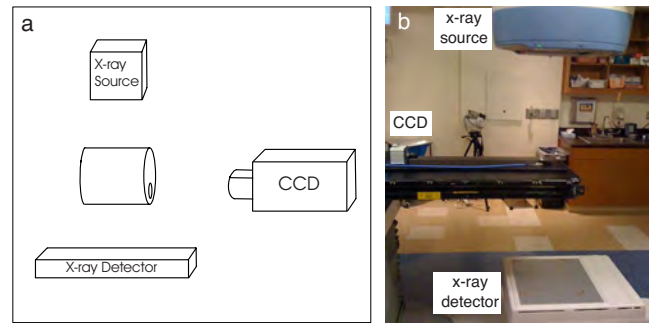 a
X-ray
Source
CCD
X-ray Detector
b
x-ray
source
CCD
x-ray
detector